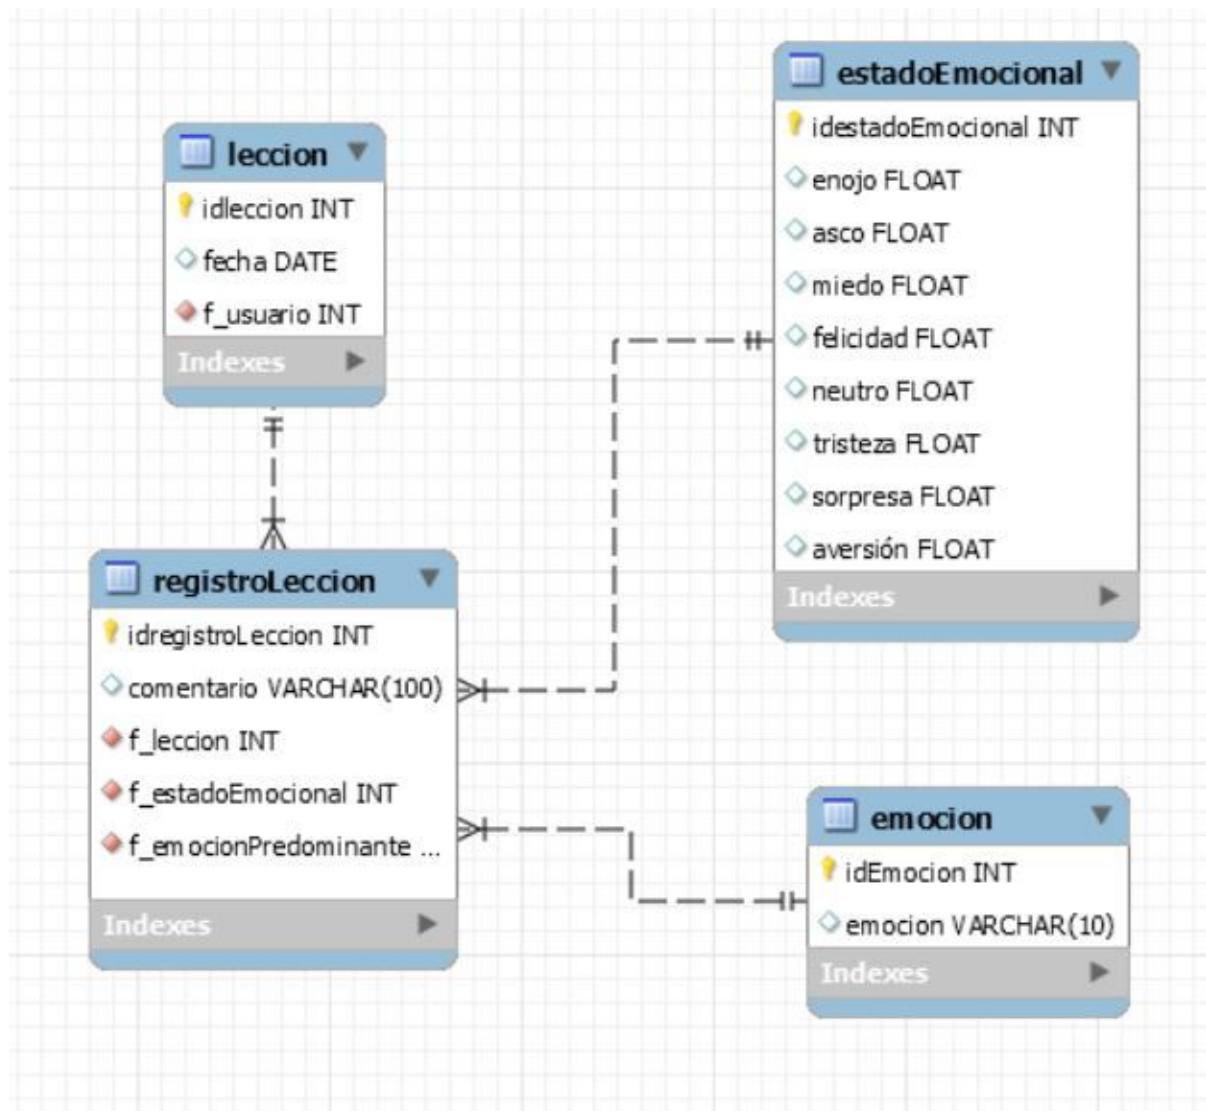 leccion
idleccion INT
fecha DATE
f_usuario INT
Indexes
estadoEmocional
idestadoEmocional INT
enojo FLOAT
asco FLOAT
miedo FLOAT
felicidad FLOAT
neutro FLOAT
tristeza FLOAT
sorpresa FLOAT
aversión FLOAT
Indexes
registroLeccion
idregistroLeccion INT
comentario VARCHAR(100)
f_leccion INT
f_estadoEmocional INT
f_emocionPredominante ...
Indexes
emocion
idEmocion INT
emocion VARCHAR(10)
Indexes